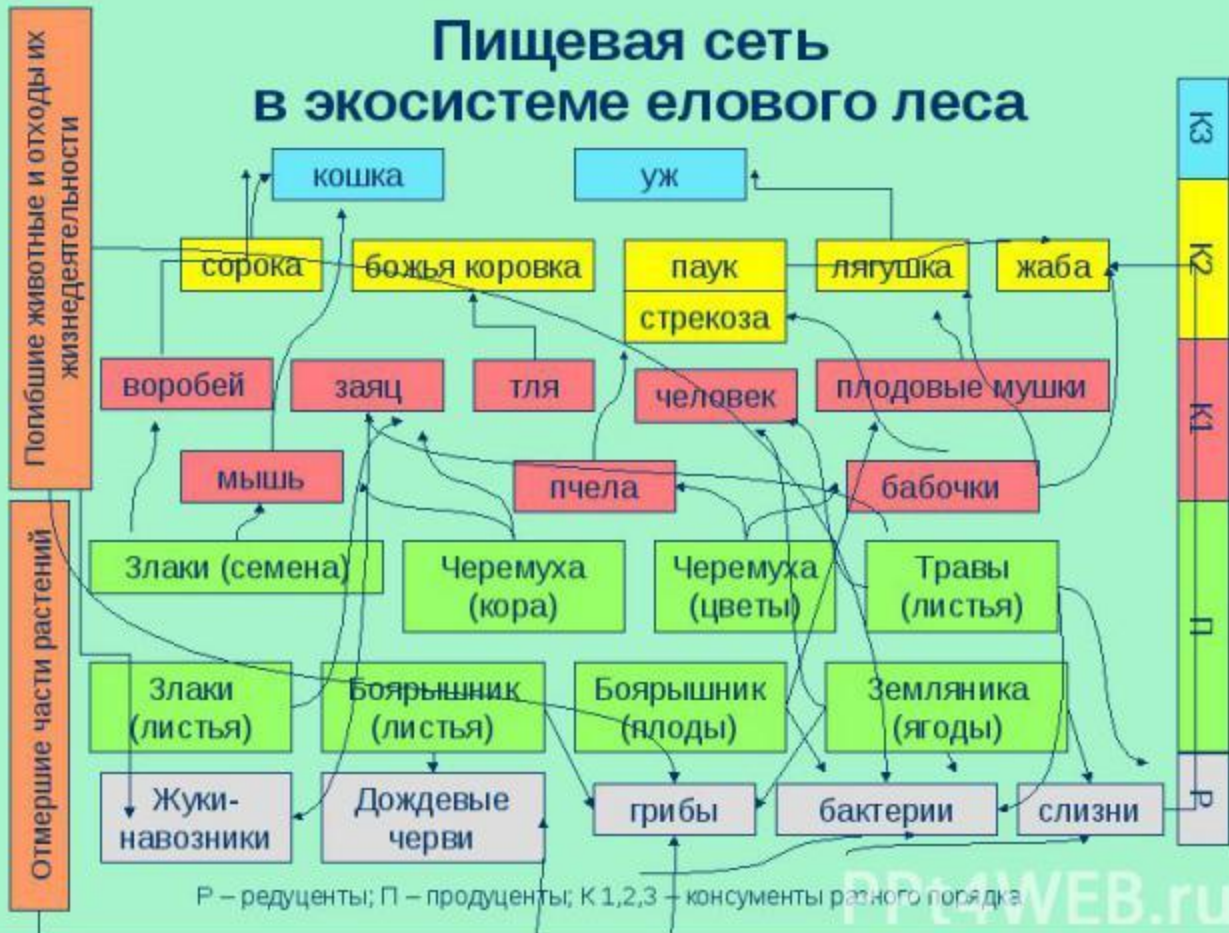 Пищевая сеть
в экосистеме елового леса
Погибшие животные и отходы их
жизнедеятельности
Отмершие части растений
К3
К2
К1
П
Р
кошка
уж
сорока
божья коровка
паук
лягушка
жаба
стрекоза
воробей
заяц
тля
человек
плодовые мушки
мышь
пчела
бабочки
Злаки (семена)
Черемуха
(кора)
Черемуха
(цветы)
Травы
(листья)
Злаки
(листья)
Боярышник
(листья)
Боярышник
(плоды)
Земляника
(ягоды)
Жуки-
навозники
Дождевые
черви
грибы
бактерии
слизни
Р – редуценты; П – продуценты; К 1,2,3 – консументы разного порядка
PPt4WEB.ru